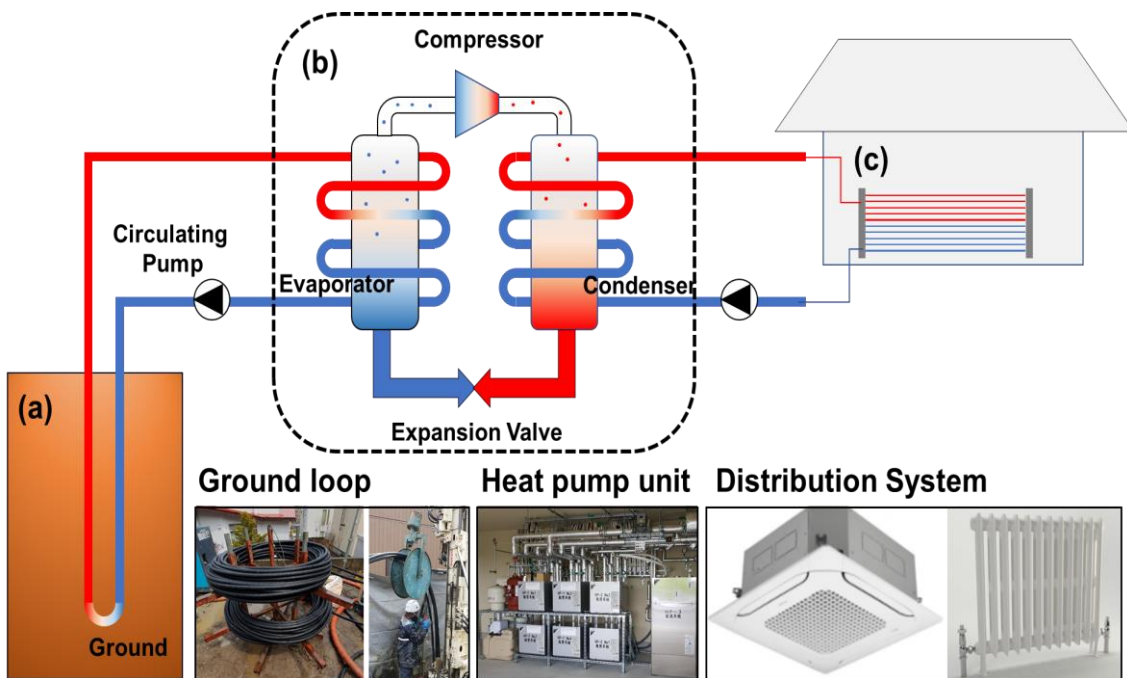 Compressor
(b)
(c)
Circulating
Pump
Evaporator
Condenser
(a)
Expansion Valve
Ground loop
Heat pump unit
Distribution System
Ground